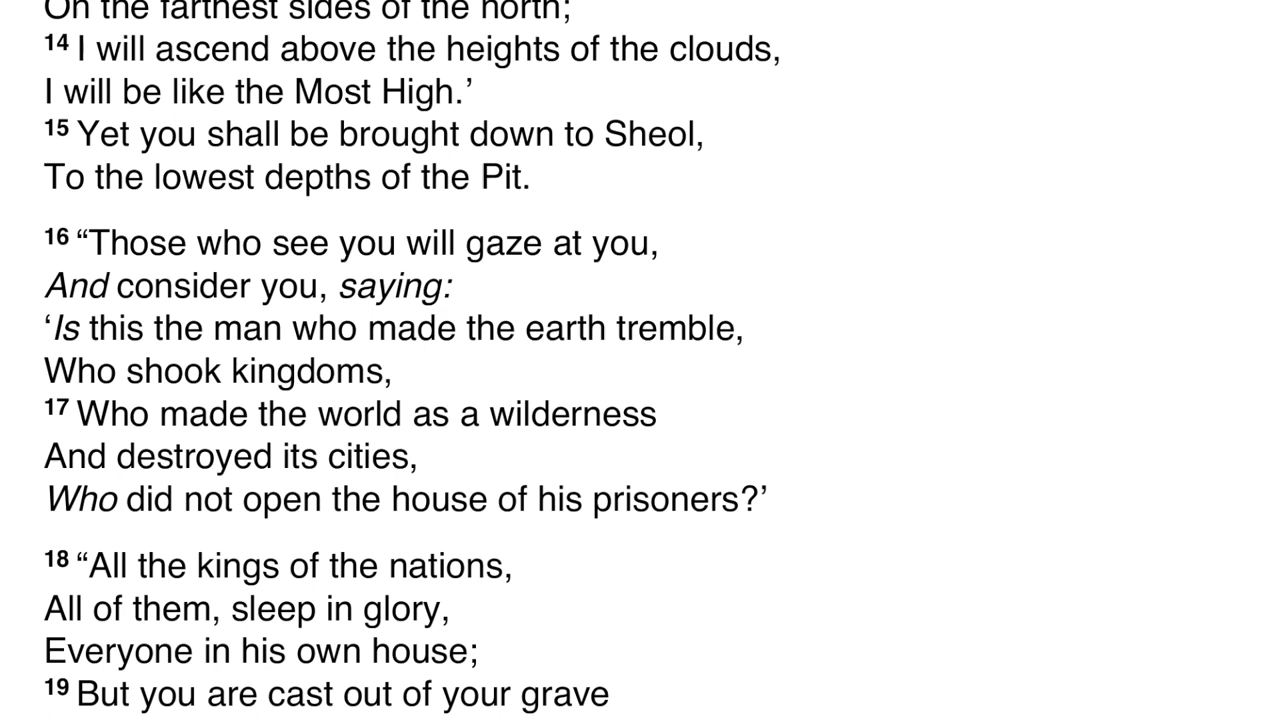 On the farthest sides of the north;
14 I will ascend above the heights of the clouds,
I will be like the Most High.’
15 Yet you shall be brought down to Sheol,
To the lowest depths of the Pit.
16 “Those who see you will gaze at you,
And consider you, saying:
‘Is this the man who made the earth tremble,
Who shook kingdoms,
17 Who made the world as a wilderness
And destroyed its cities,
Who did not open the house of his prisoners?’
18 “All the kings of the nations,
All of them, sleep in glory,
Everyone in his own house;
19 But you are cast out of your grave